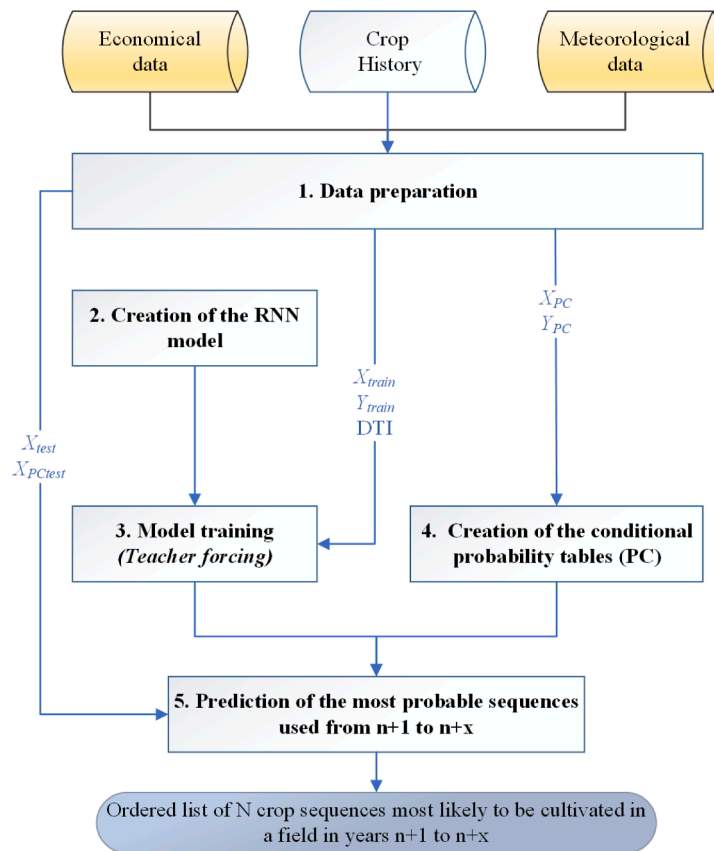 Economical
data
Crop
History
Meteorological
data
1. Data preparation
2. Creation of the RNN
model
X_PC
Y_PC
X_train
Y_train
DTI
X_test
X_PCtest
3. Model training
(Teacher forcing)
4. Creation of the conditional
probability tables (PC)
5. Prediction of the most probable sequences
used from n+1 to n+x
Ordered list of N crop sequences most likely to be cultivated in
a field in years n+1 to n+x